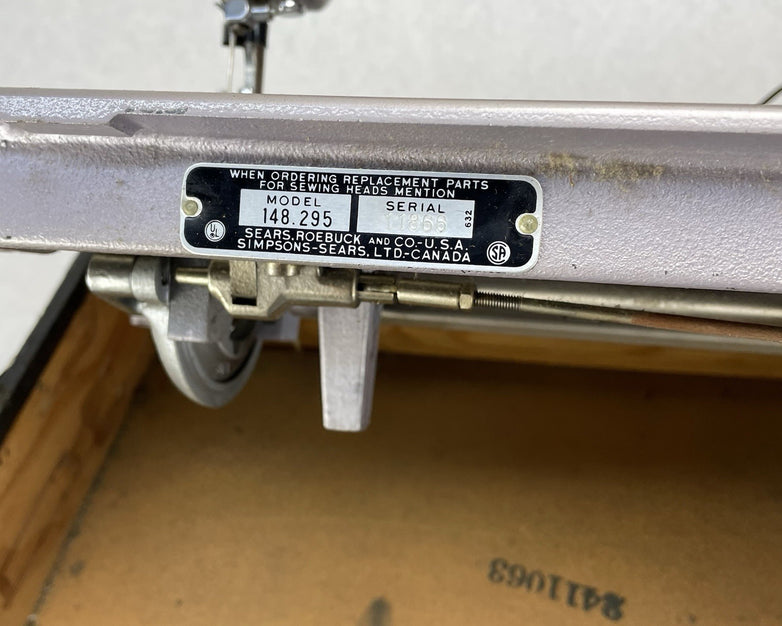 WHEN ORDERING REPLACEMENT PARTS
FOR SEWING HEADS MENTION
MODEL SERIAL
148.295 632
SEARS, ROEBUCK AND CO-U.S.A.
SIMPSONS-SEARS, LTD-CANADA
UL